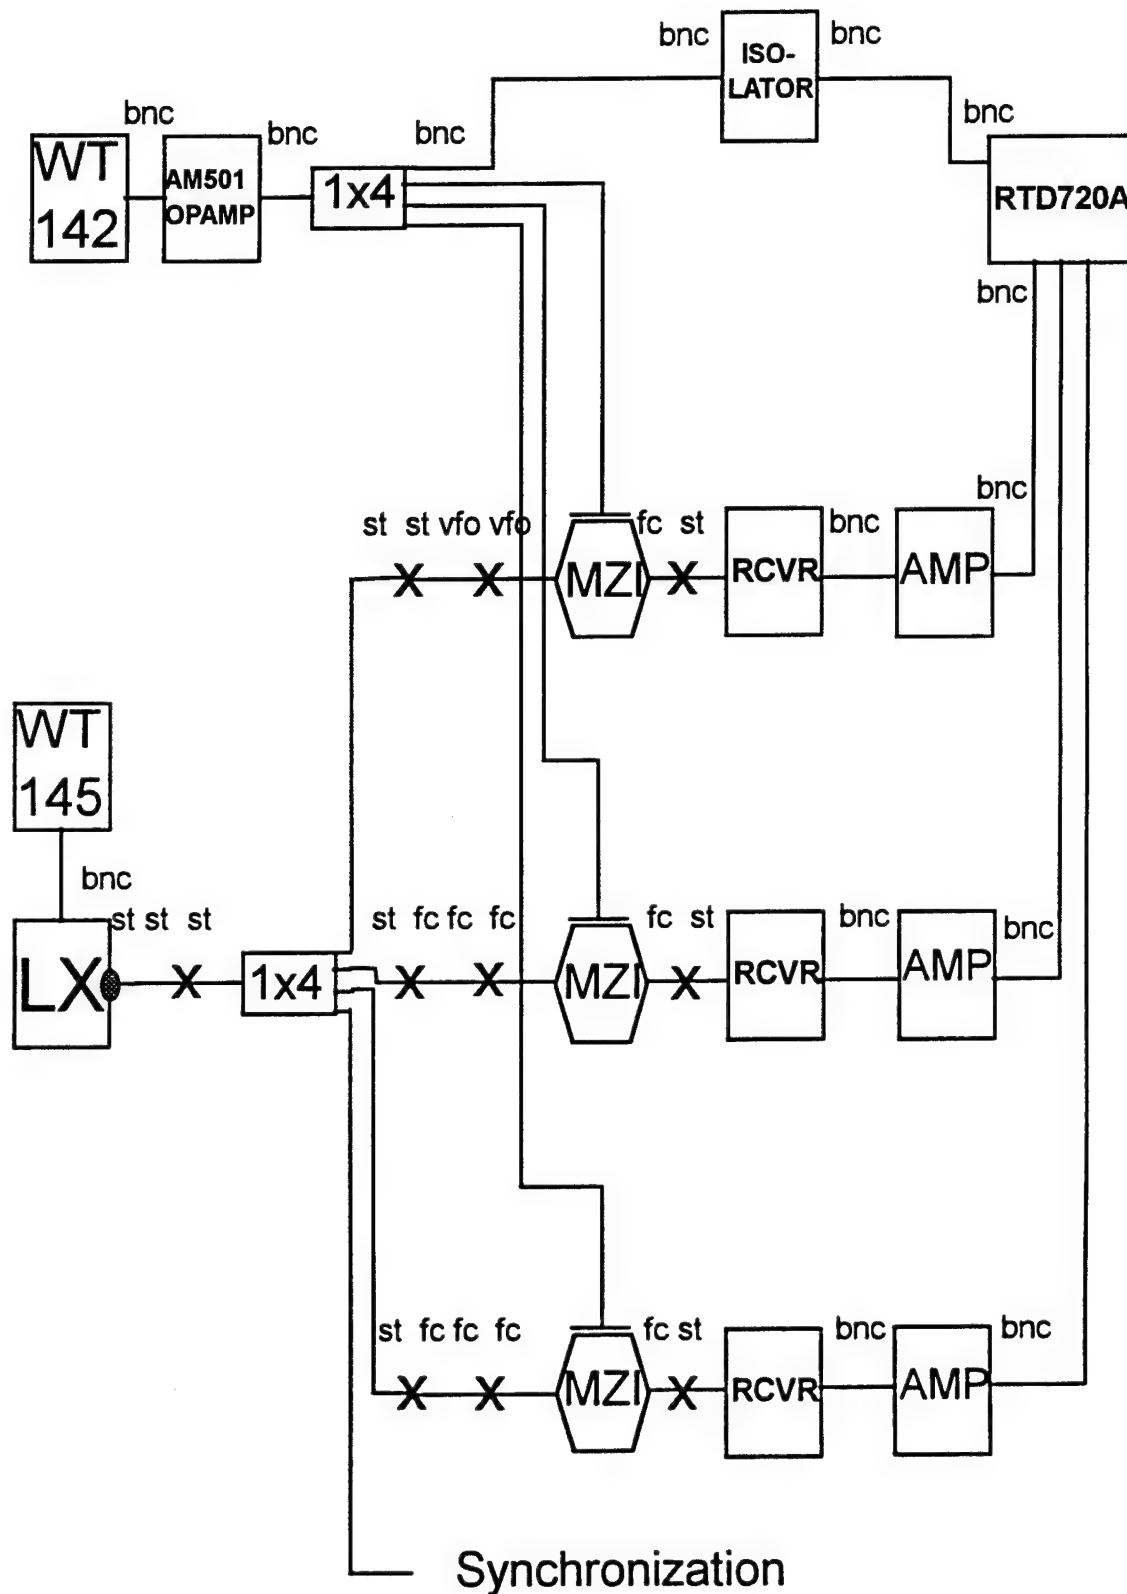 bnc
ISO-
LATOR
bnc
bnc
WT
142
bnc
AM501
OPAMP
bnc
1x4
bnc
RTD720A
bnc
bnc
st st vfo vfo
MZI
fc st
RCVR
bnc
AMP
WT
145
bnc
st st st
LX
1x4
st fc fc fc
MZI
fc st
RCVR
bnc
AMP
bnc
st fc fc fc
MZI
fc st
RCVR
bnc
AMP
bnc
Synchronization